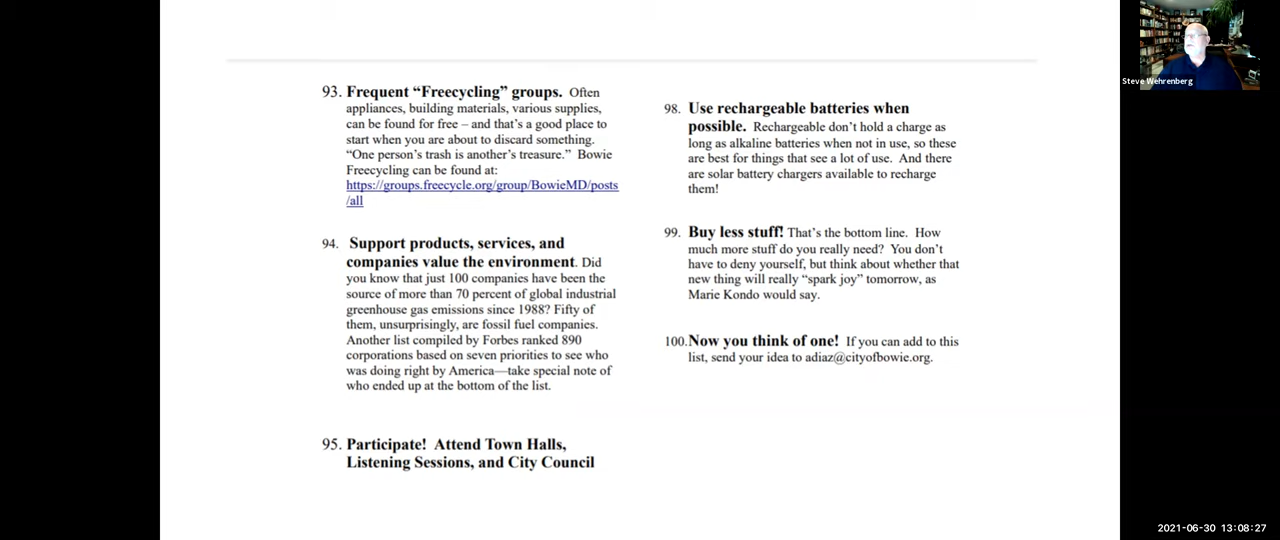 93. Frequent “Freecycling” groups. Often
appliances, building materials, various supplies,
can be found for free – and that’s a good place to
start when you are about to discard something.
“One person’s trash is another’s treasure.” Bowie
Freecycling can be found at:
https://groups.freecycle.org/group/BowieMD/posts
/all
94. Support products, services, and
companies value the environment. Did
you know that just 100 companies have been the
source of more than 70 percent of global industrial
greenhouse gas emissions since 1988? Fifty of
them, unsurprisingly, are fossil fuel companies.
Another list compiled by Forbes ranked 890
corporations based on seven priorities to see who
was doing right by America—take special note of
who ended up at the bottom of the list.
95. Participate! Attend Town Halls,
Listening Sessions, and City Council
98. Use rechargeable batteries when
possible. Rechargeable don’t hold a charge as
long as alkaline batteries when not in use, so these
are best for things that see a lot of use. And there
are solar battery chargers available to recharge
them!
99. Buy less stuff! That’s the bottom line. How
much more stuff do you really need? You don’t
have to deny yourself, but think about whether that
new thing will really “spark joy” tomorrow, as
Marie Kondo would say.
100.Now you think of one! If you can add to this
list, send your idea to adiaz@cityofbowie.org.
Steve Wehrenberg
2021-06-30 13:08:27